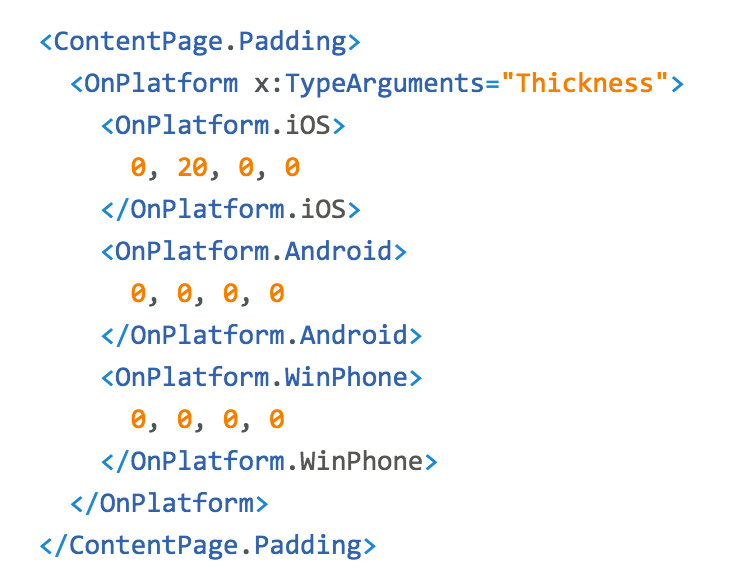 <ContentPage.Padding>
<OnPlatform x:TypeArguments="Thickness">
<OnPlatform.iOS>
0, 20, 0, 0
</OnPlatform.iOS>
<OnPlatform.Android>
0, 0, 0, 0
</OnPlatform.Android>
<OnPlatform.WinPhone>
0, 0, 0, 0
</OnPlatform.WinPhone>
</OnPlatform>
</ContentPage.Padding>